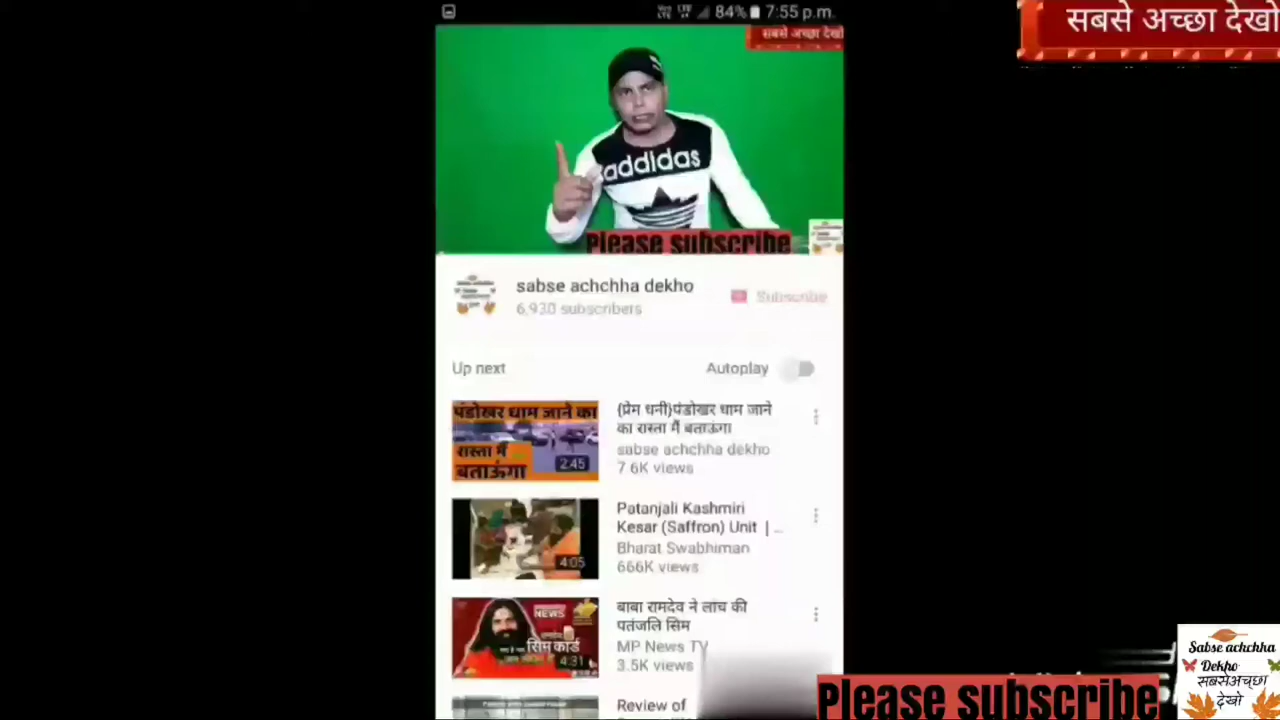 84% 7:55 p.m.
सबसे अच्छा देखो
सबसे अच्छा देखो
addidas
Please subscribe
sabse achchha dekho
6,930 subscribers
Subscribe
Up next
Autoplay
पंडोखर धाम जाने का
रास्ता मैं
बताऊंगा
2:45
{प्रेम धनी}पंडोखर धाम जाने
का रास्ता मैं बताऊंगा
sabse achchha dekho
7.6K views
4:05
Patanjali Kashmiri
Kesar (Saffron) Unit | ..
Bharat Swabhiman
666K views
NEWS
सिम कार्ड
4:31
बाबा रामदेव ने लांच की
पतंजलि सिम
MP News TV
3.5K views
Review of
Please subscribe
Sabse achchha
Dekho
सबसेअच्छा
देखो